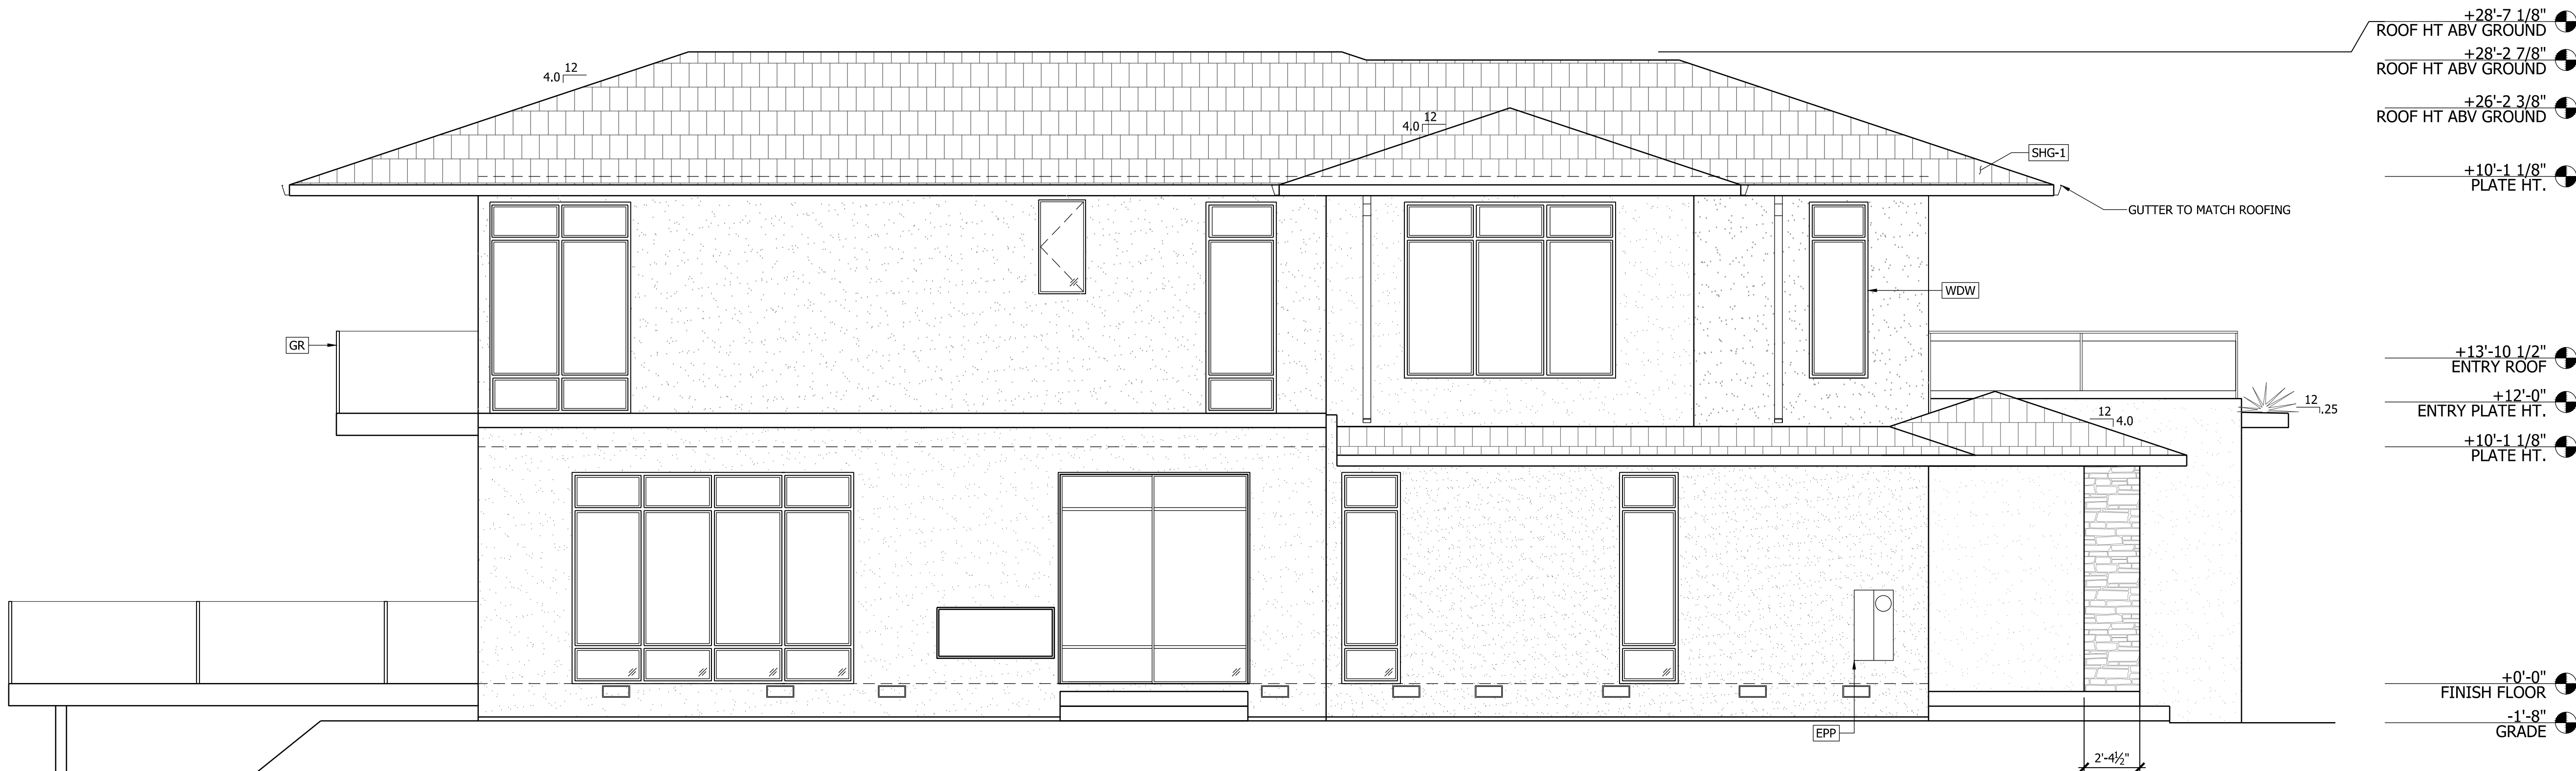 +28'-7 1/8"
ROOF HT ABV GROUND
+28'-2 7/8"
ROOF HT ABV GROUND
12
4.0
+26'-2 3/8"
ROOF HT ABV GROUND
12
4.0
SHG-1
+10'-1 1/8"
PLATE HT.
GUTTER TO MATCH ROOFING
WDW
GR
+13'-10 1/2"
ENTRY ROOF
+12'-0"
ENTRY PLATE HT.
12
.25
12
4.0
+10'-1 1/8"
PLATE HT.
+0'-0"
FINISH FLOOR
-1'-8"
GRADE
EPP
2'-4½"